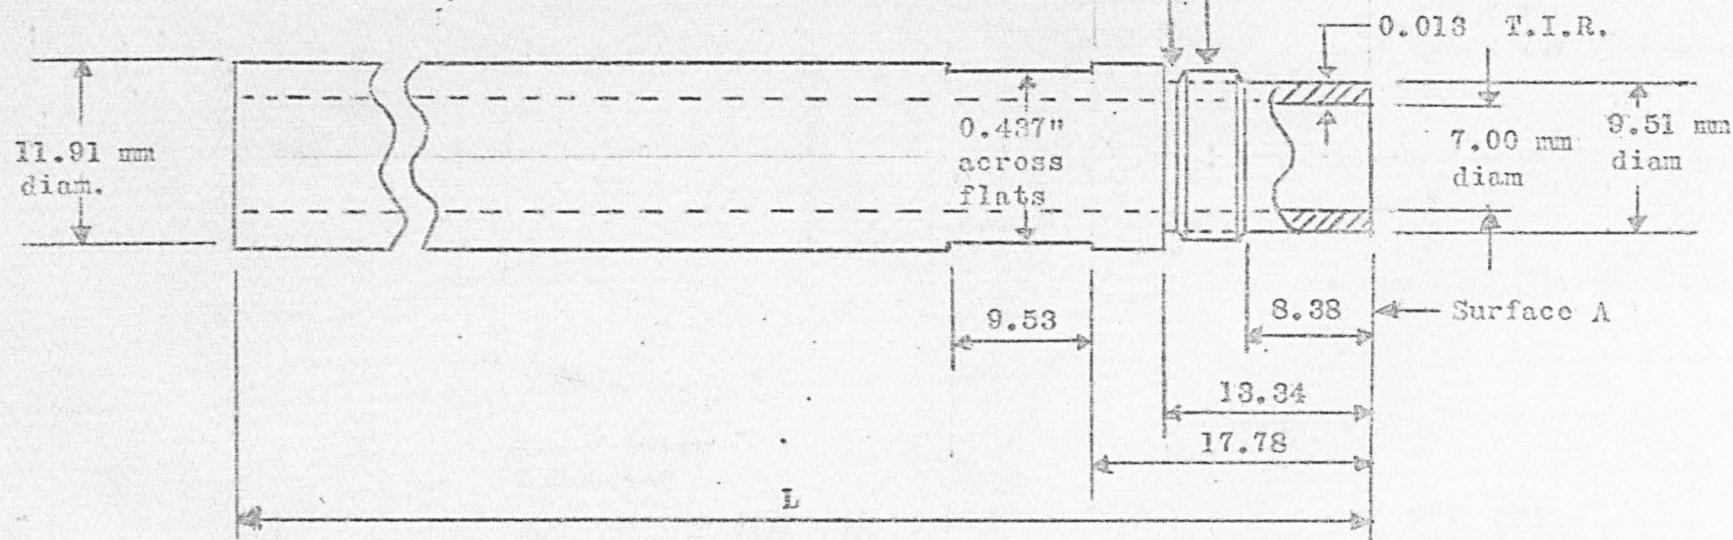 0.013 T.I.R.
11.91 mm
diam.
0.437"
across
flats
7.00 mm
diam
9.51 mm
diam
9.53
8.38
Surface A
13.34
17.78
L